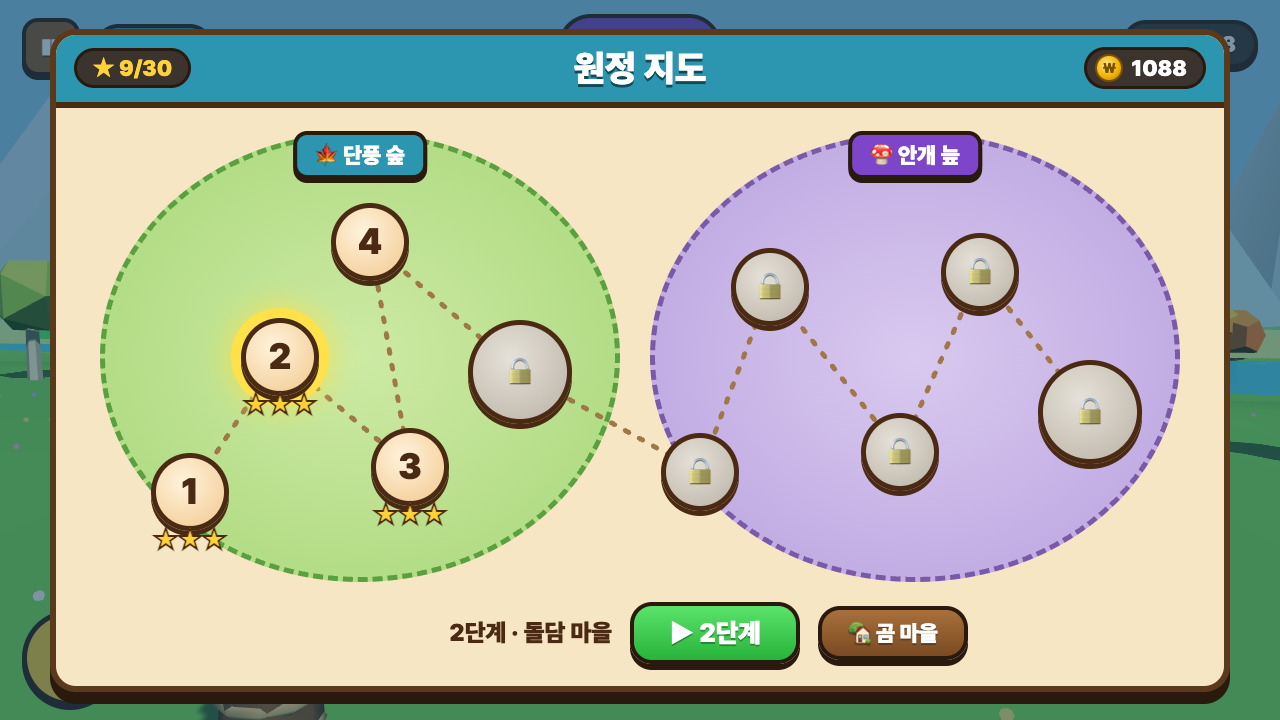 ★ 9/30
원정 지도
₩ 1088
단풍 숲
안개 늪
4
2
3
1
2단계 · 돌담 마을
▶ 2단계
곰 마을